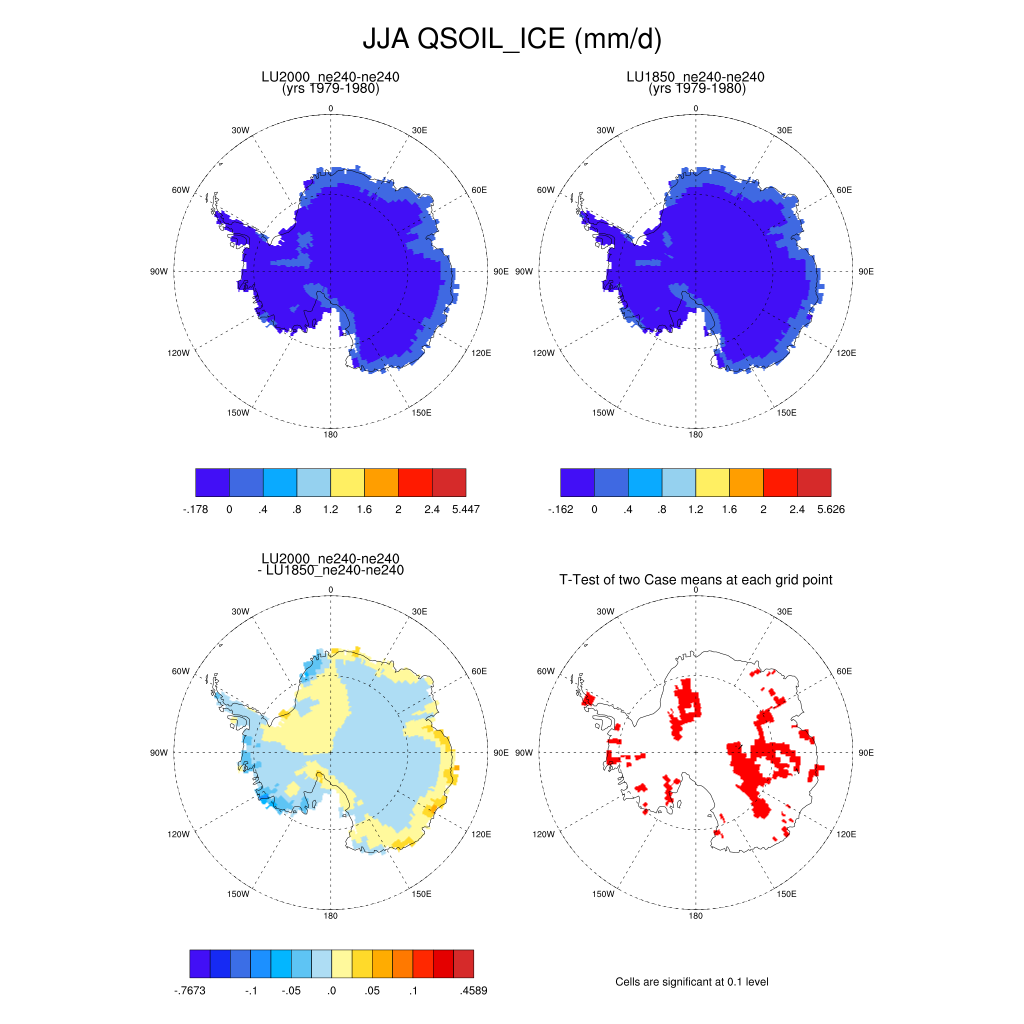 JJA QSOIL_ICE (mm/d)
LU2000_ne240-ne240
(yrs 1979-1980)
LU1850_ne240-ne240
(yrs 1979-1980)
0
30W 30E
60W 60E
90W 90E
120W 120E
150W 150E
180
0
30W 30E
60W 60E
90W 90E
120W 120E
150W 150E
180
-.178 0 .4 .8 1.2 1.6 2 2.4 5.447
-.162 0 .4 .8 1.2 1.6 2 2.4 5.626
LU2000_ne240-ne240
- LU1850_ne240-ne240
T-Test of two Case means at each grid point
0
30W 30E
60W 60E
90W 90E
120W 120E
150W 150E
180
0
30W 30E
60W 60E
90W 90E
120W 120E
150W 150E
180
-.7673 -.1 -.05 .0 .05 .1 .4589
Cells are significant at 0.1 level